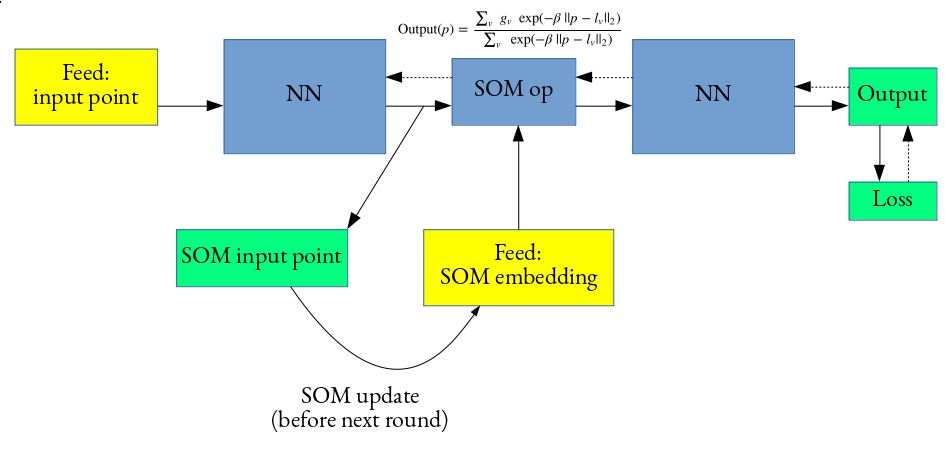 Output(p) = \frac{\sum_v g_v \exp(-\beta \|p - l_v\|_2)}{\sum_v \exp(-\beta \|p - l_v\|_2)}
Feed:
input point
NN
SOM op
NN
Output
Loss
SOM input point
Feed:
SOM embedding
SOM update
(before next round)